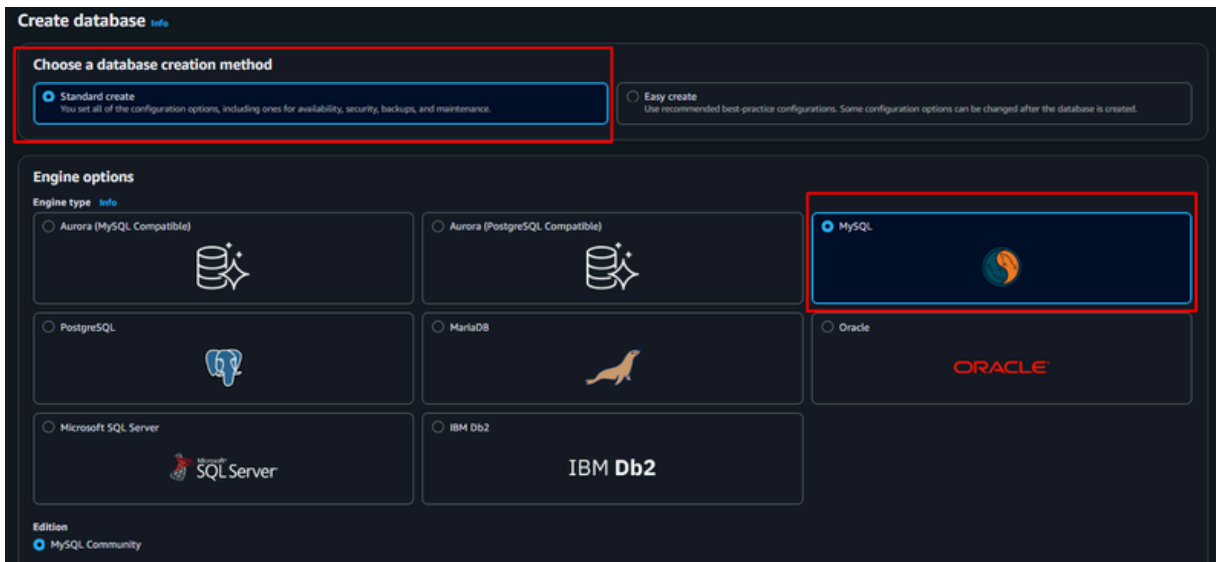 Create database Info
Choose a database creation method
Standard create
You set all of the configuration options, including ones for availability, security, backups, and maintenance.
Easy create
Use recommended best-practice configurations. Some configuration options can be changed after the database is created.
Engine options
Engine type Info
Aurora (MySQL Compatible)
Aurora (PostgreSQL Compatible)
MySQL
PostgreSQL
MariaDB
Oracle
ORACLE
Microsoft SQL Server
IBM Db2
Microsoft
SQL Server
IBM Db2
Edition
MySQL Community